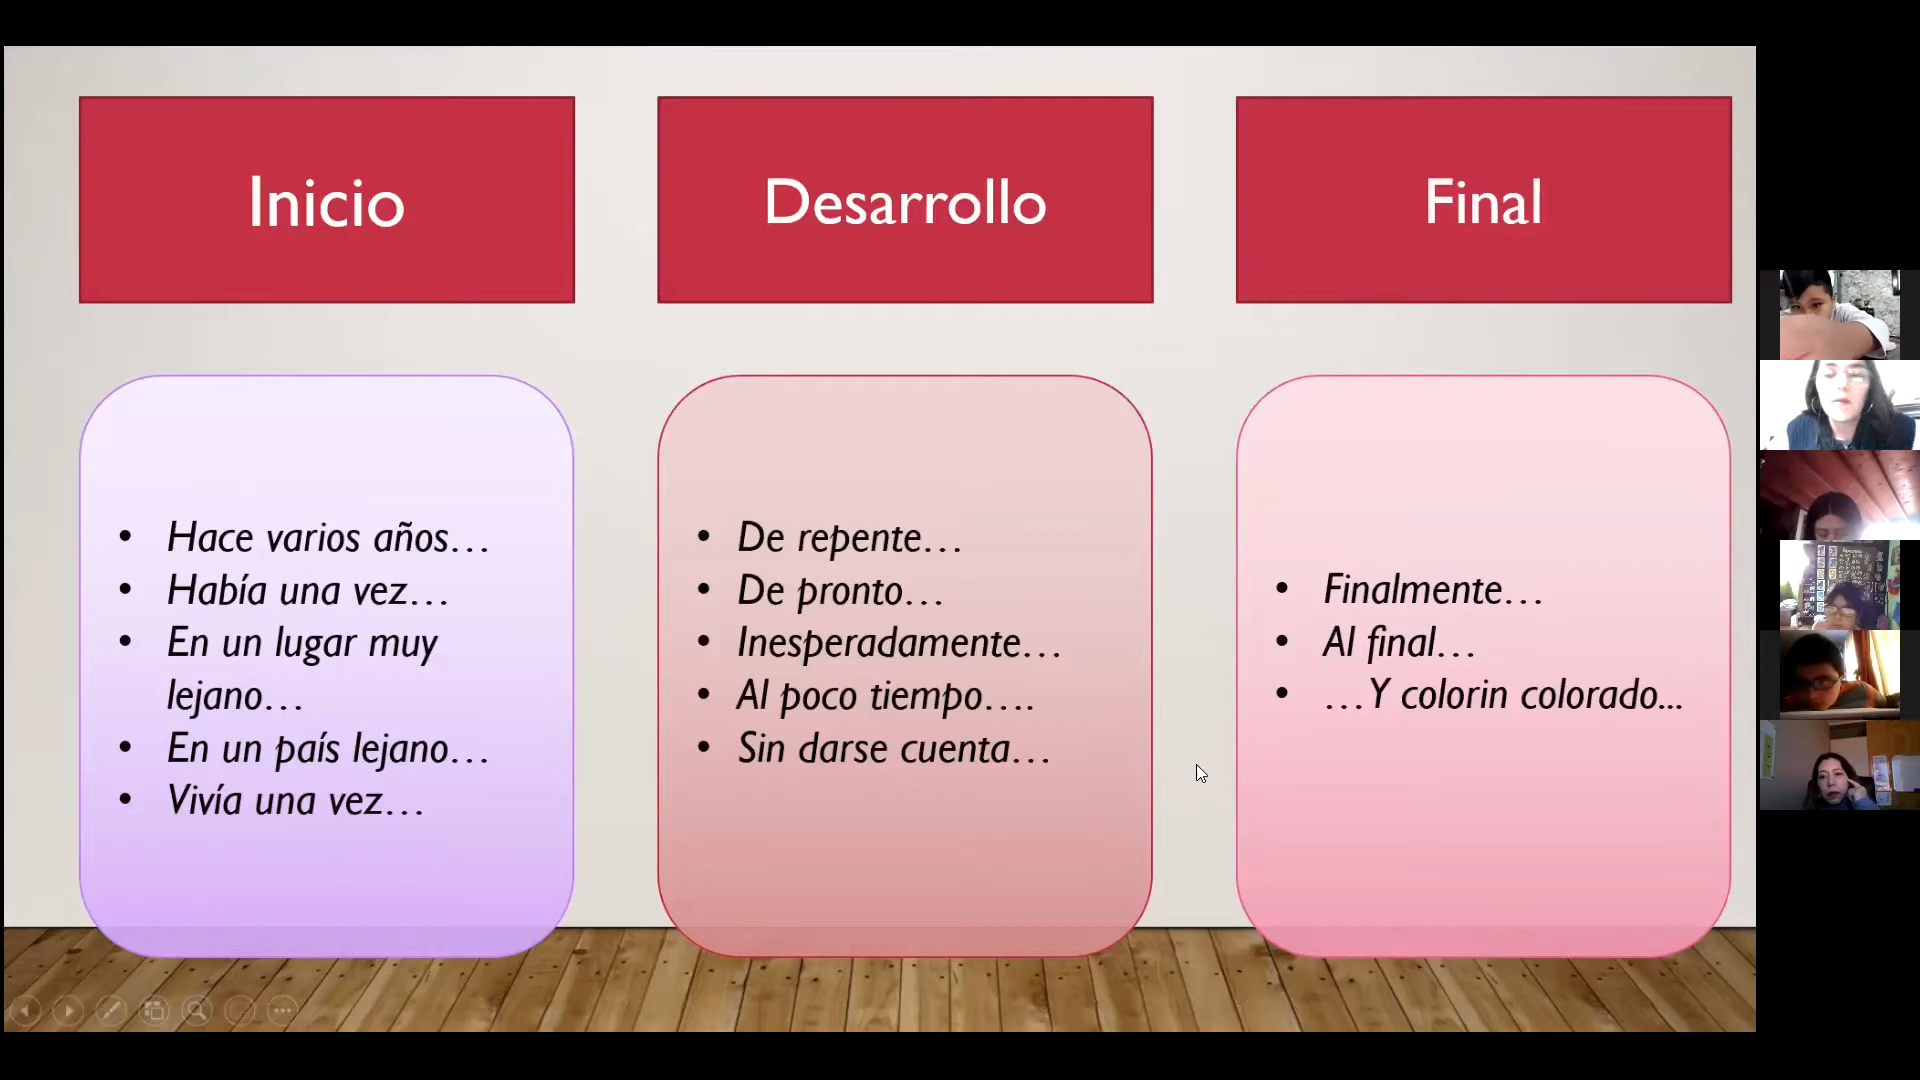 Inicio
Desarrollo
Final
• Hace varios años…
• Había una vez…
• En un lugar muy
lejano…
• En un país lejano…
• Vivía una vez…
• De repente…
• De pronto…
• Inesperadamente…
• Al poco tiempo….
• Sin darse cuenta…
• Finalmente…
• Al final…
• …Y colorin colorado...